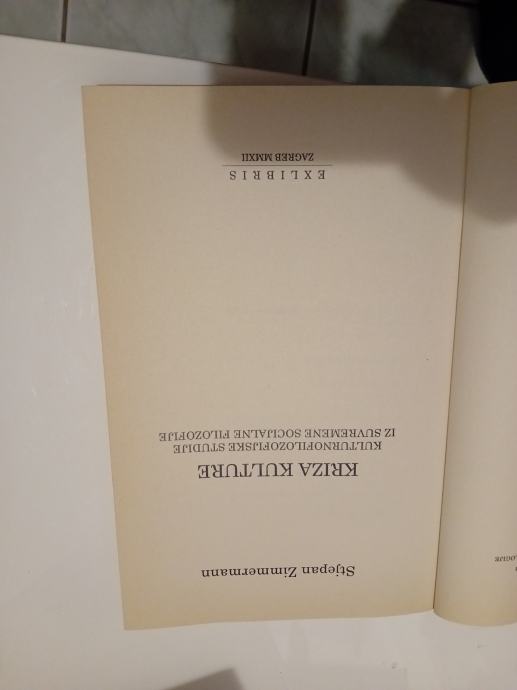 Stjepan Zimmermann
KRIZA KULTURE
KULTURNOFILOZOFIJSKE STUDIJE
IZ SUVREMENE SOCIJALNE FILOZOFIJE
EXLIBRIS
ZAGREB MMXII